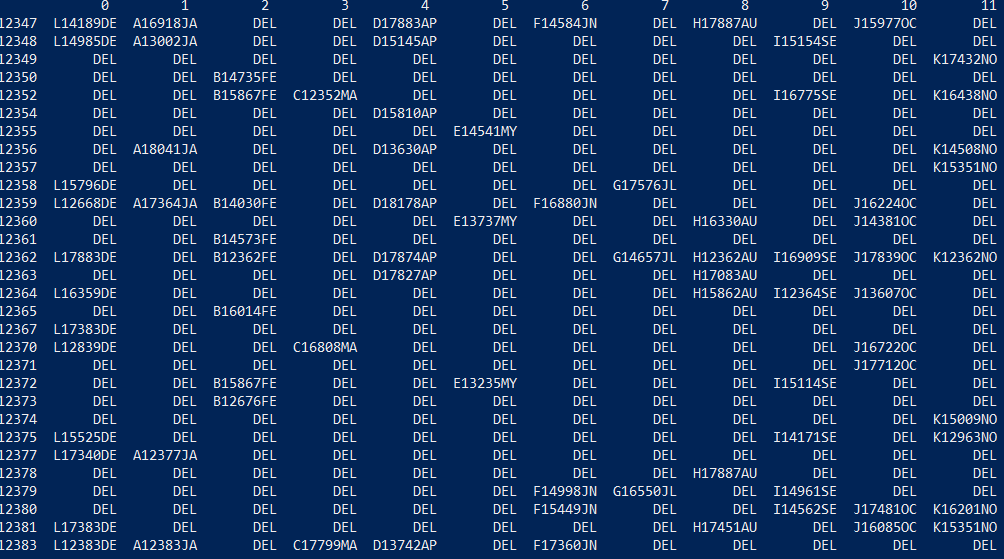 0 1 2 3 4 5 6 7 8 9 10 11
12347 L14189DE A16918JA DEL DEL D17883AP DEL F14584JN DEL H17887AU DEL J15977OC DEL
12348 L14985DE A13002JA DEL DEL D15145AP DEL DEL DEL DEL I15154SE DEL DEL
12349 DEL DEL DEL DEL DEL DEL DEL DEL DEL DEL DEL K17432NO
12350 DEL DEL B14735FE DEL DEL DEL DEL DEL DEL DEL DEL DEL
12352 DEL DEL B15867FE C12352MA DEL DEL DEL DEL DEL I16775SE DEL K16438NO
12354 DEL DEL DEL DEL D15810AP DEL DEL DEL DEL DEL DEL DEL
12355 DEL DEL DEL DEL DEL E14541MY DEL DEL DEL DEL DEL DEL
12356 DEL A18041JA DEL DEL D13630AP DEL DEL DEL DEL DEL DEL K14508NO
12357 DEL DEL DEL DEL DEL DEL DEL DEL DEL DEL DEL K15351NO
12358 L15796DE DEL DEL DEL DEL DEL DEL G17576JL DEL DEL DEL DEL
12359 L12668DE A17364JA B14030FE DEL D18178AP DEL F16880JN DEL DEL DEL J16224OC DEL
12360 DEL DEL DEL DEL DEL E13737MY DEL DEL H16330AU DEL J14381OC DEL
12361 DEL DEL B14573FE DEL DEL DEL DEL DEL DEL DEL DEL DEL
12362 L17883DE DEL B12362FE DEL D17874AP DEL DEL G14657JL H12362AU I16909SE J17839OC K12362NO
12363 DEL DEL DEL DEL D17827AP DEL DEL DEL H17083AU DEL DEL DEL
12364 L16359DE DEL DEL DEL DEL DEL DEL DEL H15862AU I12364SE J13607OC DEL
12365 DEL DEL B16014FE DEL DEL DEL DEL DEL DEL DEL DEL DEL
12367 L17383DE DEL DEL DEL DEL DEL DEL DEL DEL DEL DEL DEL
12370 L12839DE DEL DEL C16808MA DEL DEL DEL DEL DEL DEL J16722OC DEL
12371 DEL DEL DEL DEL DEL DEL DEL DEL DEL DEL J17712OC DEL
12372 DEL DEL B15867FE DEL DEL E13235MY DEL DEL DEL I15114SE DEL DEL
12373 DEL DEL B12676FE DEL DEL DEL DEL DEL DEL DEL DEL DEL
12374 DEL DEL DEL DEL DEL DEL DEL DEL DEL DEL DEL K15009NO
12375 L15525DE DEL DEL DEL DEL DEL DEL DEL DEL I14171SE DEL K12963NO
12377 L17340DE A12377JA DEL DEL DEL DEL DEL DEL DEL DEL DEL DEL
12378 DEL DEL DEL DEL DEL DEL DEL DEL H17887AU DEL DEL DEL
12379 DEL DEL DEL DEL DEL DEL F14998JN G16550JL DEL I14961SE DEL DEL
12380 DEL DEL DEL DEL DEL DEL F15449JN DEL DEL I14562SE J17481OC K16201NO
12381 L17383DE DEL DEL DEL DEL DEL DEL DEL H17451AU DEL J16085OC K15351NO
12383 L12383DE A12383JA DEL C17799MA D13742AP DEL F17360JN DEL DEL DEL DEL DEL